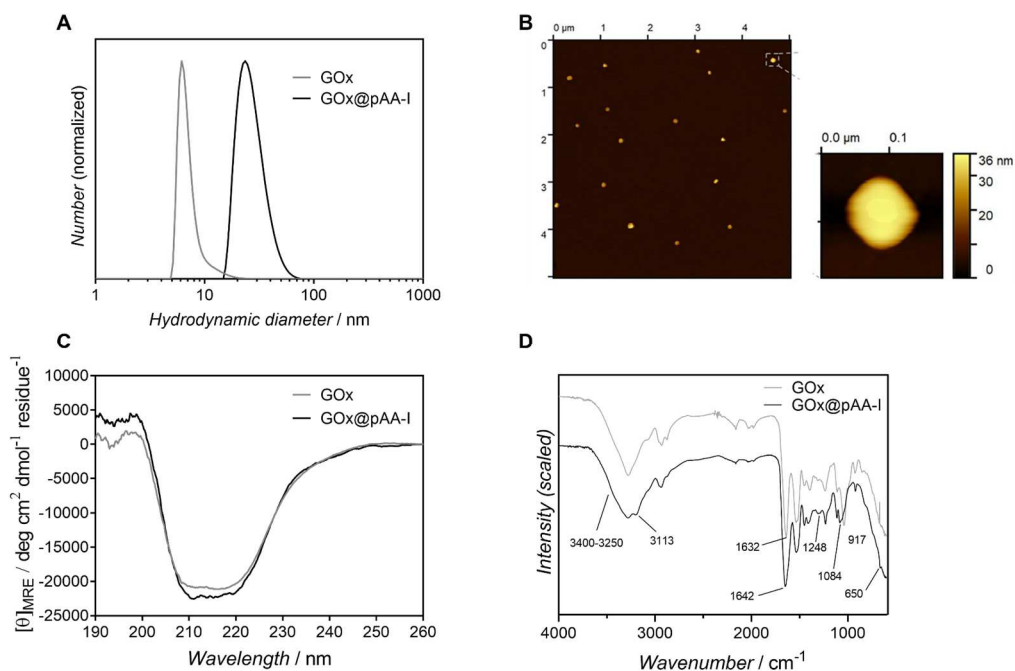 A
Number (normalized)
GOx
GOx@pAA-I
1 10 100 1000
Hydrodynamic diameter / nm
B
0 µm 1 2 3 4
0
1
2
3
4
0.0 µm 0.1
36 nm
30
20
10
0
C
[θ]MRE / deg cm² dmol⁻¹ residue⁻¹
10000
5000
0
-5000
-10000
-15000
-20000
-25000
GOx
GOx@pAA-I
190 200 210 220 230 240 250 260
Wavelength / nm
D
Intensity (scaled)
GOx
GOx@pAA-I
3400-3250
3113
1632
1642
1248
1084
917
650
4000 3000 2000 1000
Wavenumber / cm⁻¹